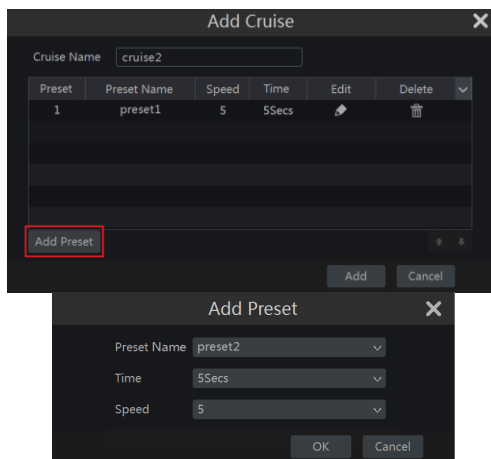 Add Cruise
Cruise Name cruise2
Preset Preset Name Speed Time Edit Delete
1 preset1 5 5Secs
Add Preset
Add Cancel
Add Preset
Preset Name preset2
Time 5Secs
Speed 5
OK Cancel